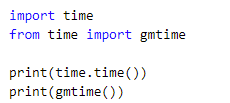 import time
from time import gmtime
print(time.time())
print(gmtime())